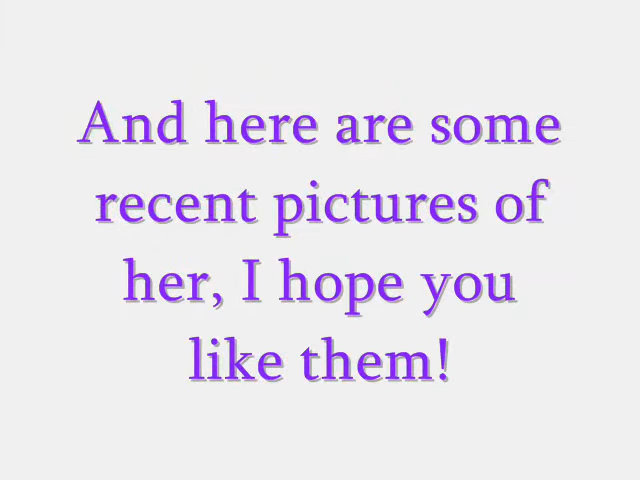 And here are some
recent pictures of
her, I hope you
like them!